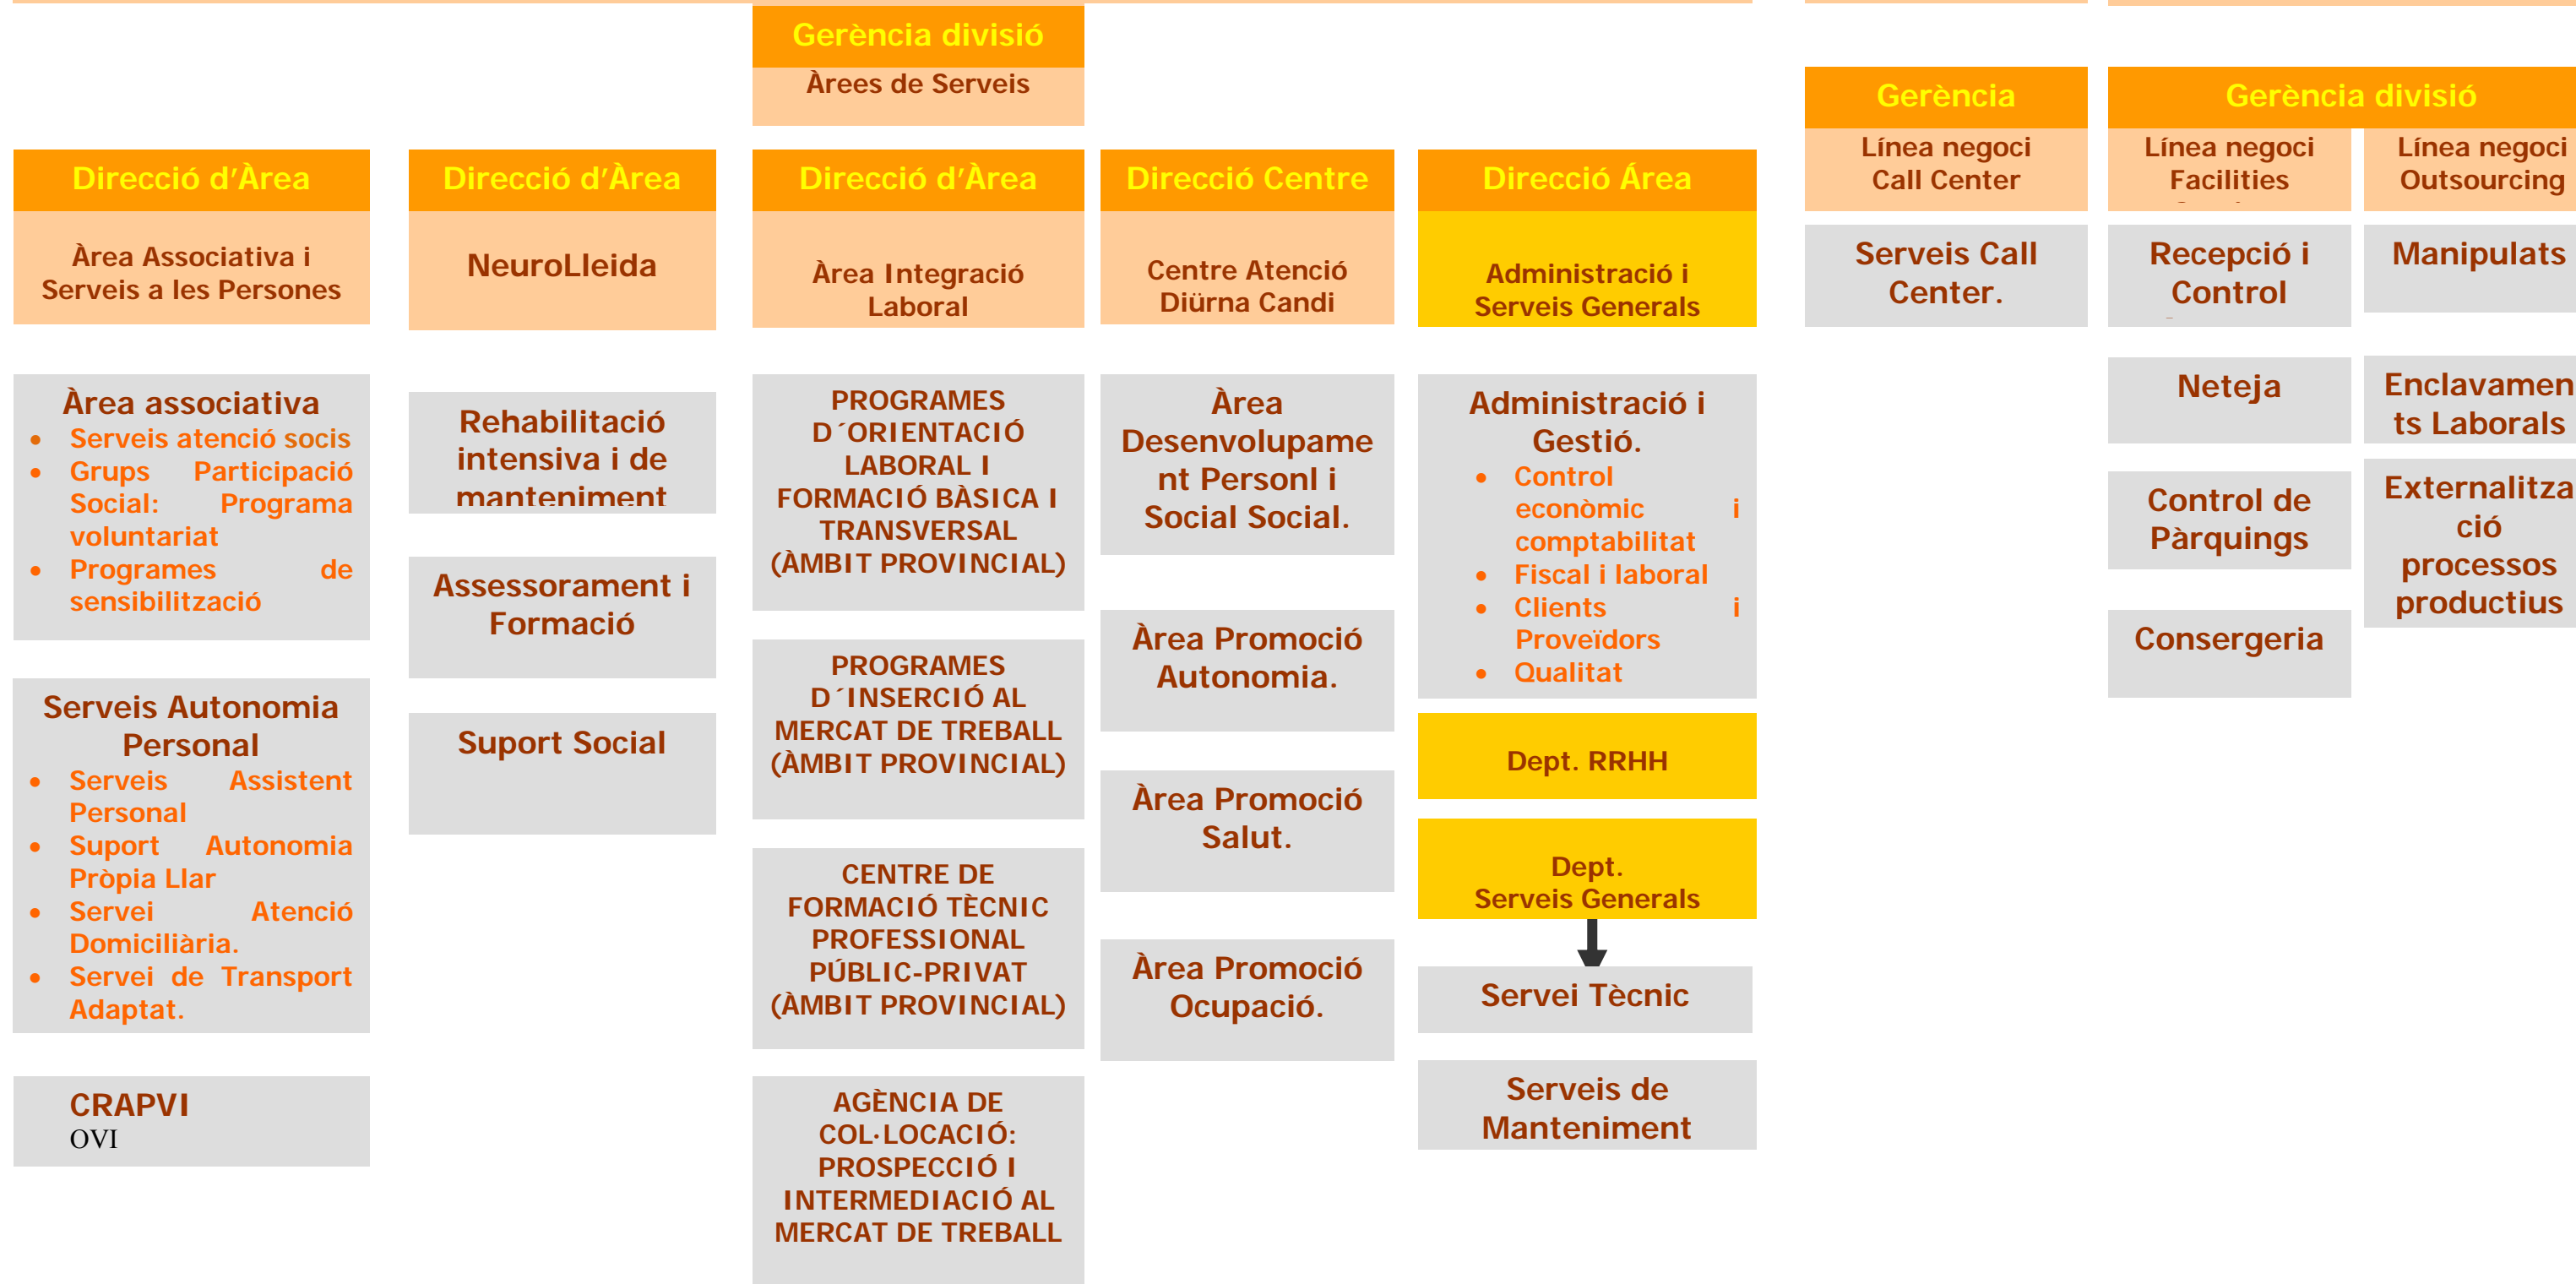 Gerència divisió
Àrees de Serveis
Gerència
Línea negoci
Call Center
Gerència divisió
Línea negoci
Facilities
Línea negoci
Outsourcing
Direcció d’Àrea
Àrea Associativa i
Serveis a les Persones
Direcció d’Àrea
NeuroLleida
Direcció d’Àrea
Àrea Integració
Laboral
Direcció Centre
Centre Atenció
Diürna Candi
Direcció Área
Administració i
Serveis Generals
Serveis Call
Center.
Recepció i
Control
Manipulats
Àrea associativa
• Serveis atenció socis
• Grups Participació
Social: Programa
voluntariat
• Programes de
sensibilització
Serveis Autonomia
Personal
• Serveis Assistent
Personal
• Suport Autonomia
Pròpia Llar
• Servei Atenció
Domiciliària.
• Servei de Transport
Adaptat.
CRAPVI
OVI
Rehabilitació
intensiva i de
manteniment
Assessorament i
Formació
Suport Social
PROGRAMES
D´ORIENTACIÓ
LABORAL I
FORMACIÓ BÀSICA I
TRANSVERSAL
(ÀMBIT PROVINCIAL)
PROGRAMES
D´INSERCIÓ AL
MERCAT DE TREBALL
(ÀMBIT PROVINCIAL)
CENTRE DE
FORMACIÓ TÈCNIC
PROFESSIONAL
PÚBLIC-PRIVAT
(ÀMBIT PROVINCIAL)
AGÈNCIA DE
COL·LOCACIÓ:
PROSPECCIÓ I
INTERMEDIACIÓ AL
MERCAT DE TREBALL
Àrea
Desenvolupame
nt Personl i
Social Social.
Àrea Promoció
Autonomia.
Àrea Promoció
Salut.
Àrea Promoció
Ocupació.
Administració i
Gestió.
• Control
econòmic i
comptabilitat
• Fiscal i laboral
• Clients i
Proveïdors
• Qualitat
Dept. RRHH
Dept.
Serveis Generals
Servei Tècnic
Serveis de
Manteniment
Neteja
Control de
Pàrquings
Consergeria
Enclavamen
ts Laborals
Externalitza
ció
processos
productius